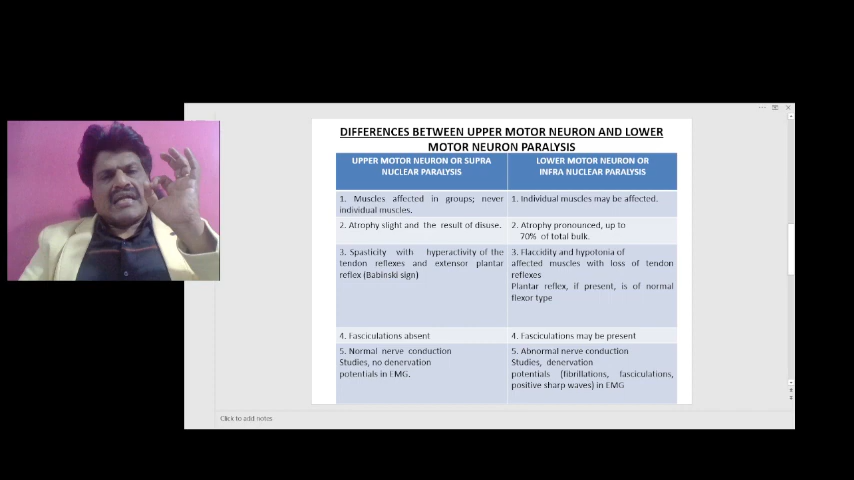 DIFFERENCES BETWEEN UPPER MOTOR NEURON AND LOWER
MOTOR NEURON PARALYSIS
UPPER MOTOR NEURON OR SUPRA
NUCLEAR PARALYSIS
LOWER MOTOR NEURON OR
INFRA NUCLEAR PARALYSIS
1. Muscles affected in groups; never
individual muscles.
1. Individual muscles may be affected.
2. Atrophy slight and the result of disuse.
2. Atrophy pronounced, up to
70% of total bulk.
3. Spasticity with hyperactivity of the
tendon reflexes and extensor plantar
reflex (Babinski sign)
3. Flaccidity and hypotonia of
affected muscles with loss of tendon
reflexes
Plantar reflex, if present, is of normal
flexor type
4. Fasciculations absent
4. Fasciculations may be present
5. Normal nerve conduction
Studies, no denervation
potentials in EMG.
5. Abnormal nerve conduction
Studies, denervation
potentials (fibrillations, fasciculations,
positive sharp waves) in EMG
Click to add notes